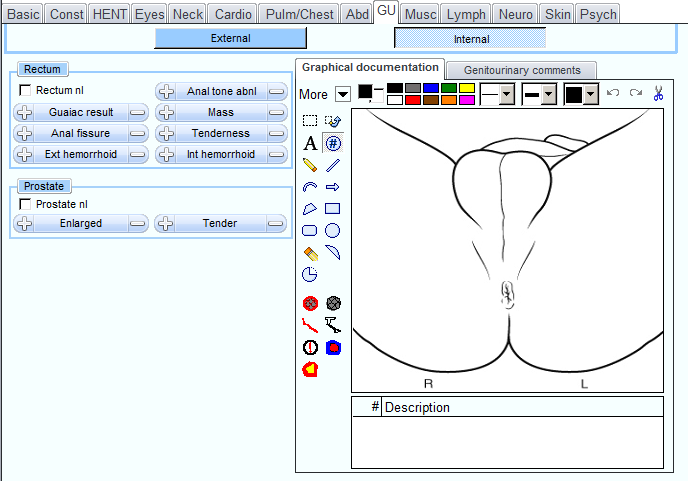 Basic Const HENT Eyes Neck Cardio Pulm/Chest Abd GU Musc Lymph Neuro Skin Psych
External Internal
Rectum
Rectum nl Anal tone abnl
Guaiac result Mass
Anal fissure Tenderness
Ext hemorrhoid Int hemorrhoid
Prostate
Prostate nl
Enlarged Tender
Graphical documentation Genitourinary comments
More
A #
R L
# Description